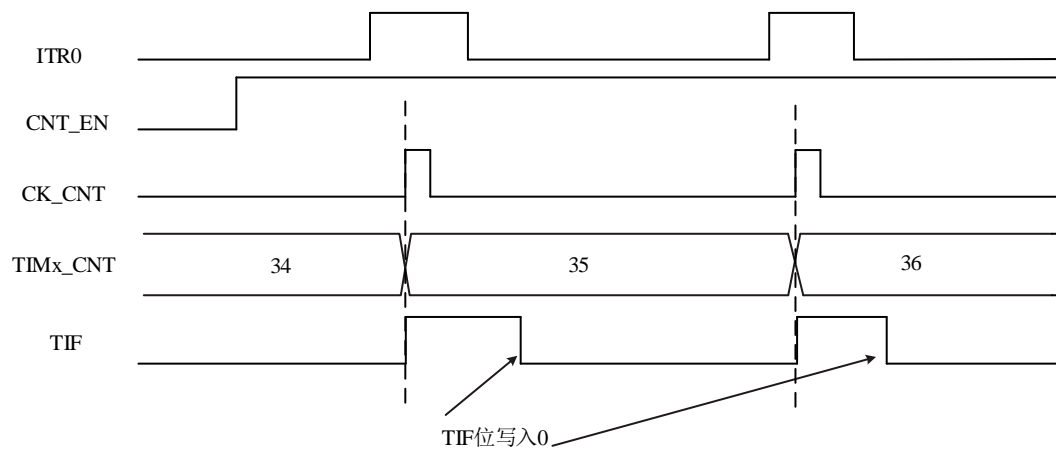 ITR0
CNT_EN
CK_CNT
TIMx_CNT 34 35 36
TIF
TIF位写入0